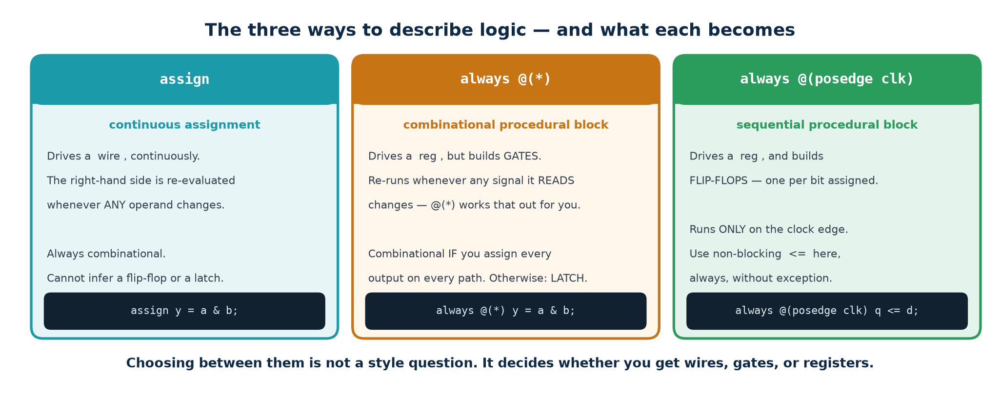 The three ways to describe logic — and what each becomes
assign
continuous assignment
Drives a  wire , continuously.
The right-hand side is re-evaluated
whenever ANY operand changes.
Always combinational.
Cannot infer a flip-flop or a latch.
assign y = a & b;
always @(*)
combinational procedural block
Drives a  reg , but builds GATES.
Re-runs whenever any signal it READS
changes — @(*) works that out for you.
Combinational IF you assign every
output on every path. Otherwise: LATCH.
always @(*) y = a & b;
always @(posedge clk)
sequential procedural block
Drives a  reg , and builds
FLIP-FLOPS — one per bit assigned.
Runs ONLY on the clock edge.
Use non-blocking  <=  here,
always, without exception.
always @(posedge clk) q <= d;
Choosing between them is not a style question. It decides whether you get wires, gates, or registers.